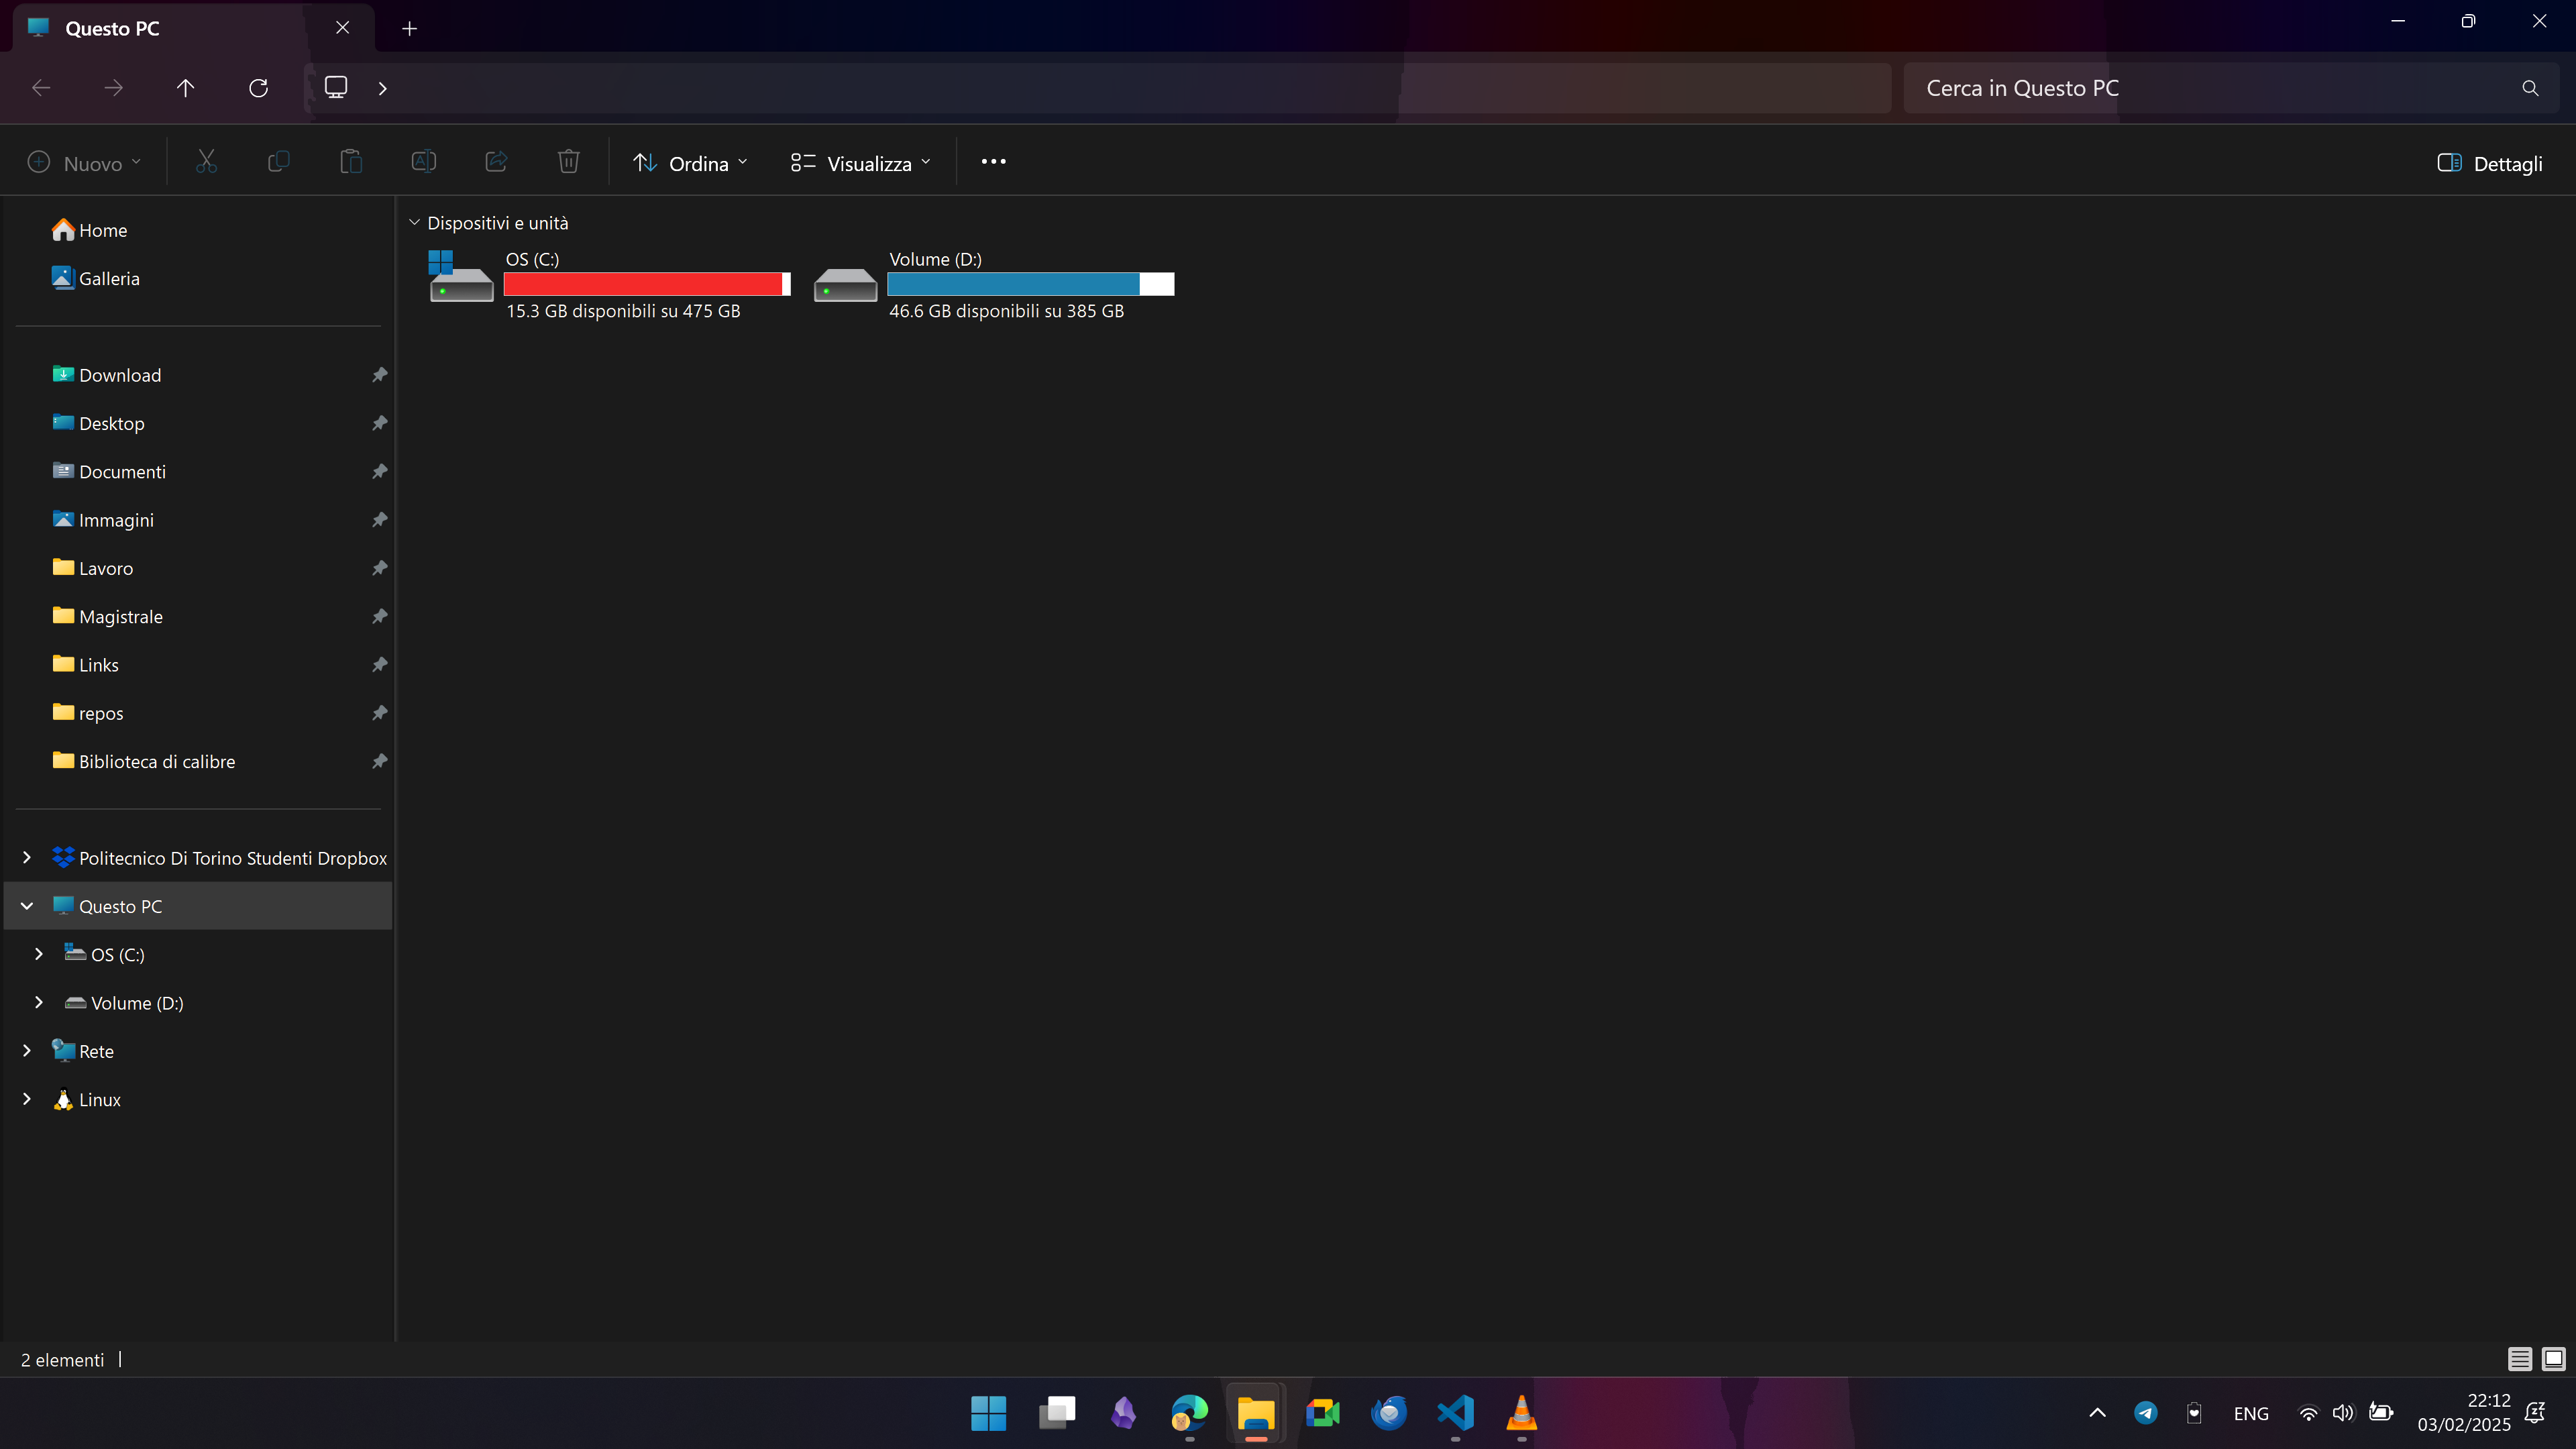 Questo PC
Cerca in Questo PC
Nuovo
Ordina
Visualizza
Dettagli
Home
Galleria
Download
Desktop
Documenti
Immagini
Lavoro
Magistrale
Links
repos
Biblioteca di calibre
Politecnico Di Torino Studenti Dropbox
Questo PC
OS (C:)
Volume (D:)
Rete
Linux
Dispositivi e unità
OS (C:)
15.3 GB disponibili su 475 GB
Volume (D:)
46.6 GB disponibili su 385 GB
2 elementi
ENG
22:12
03/02/2025